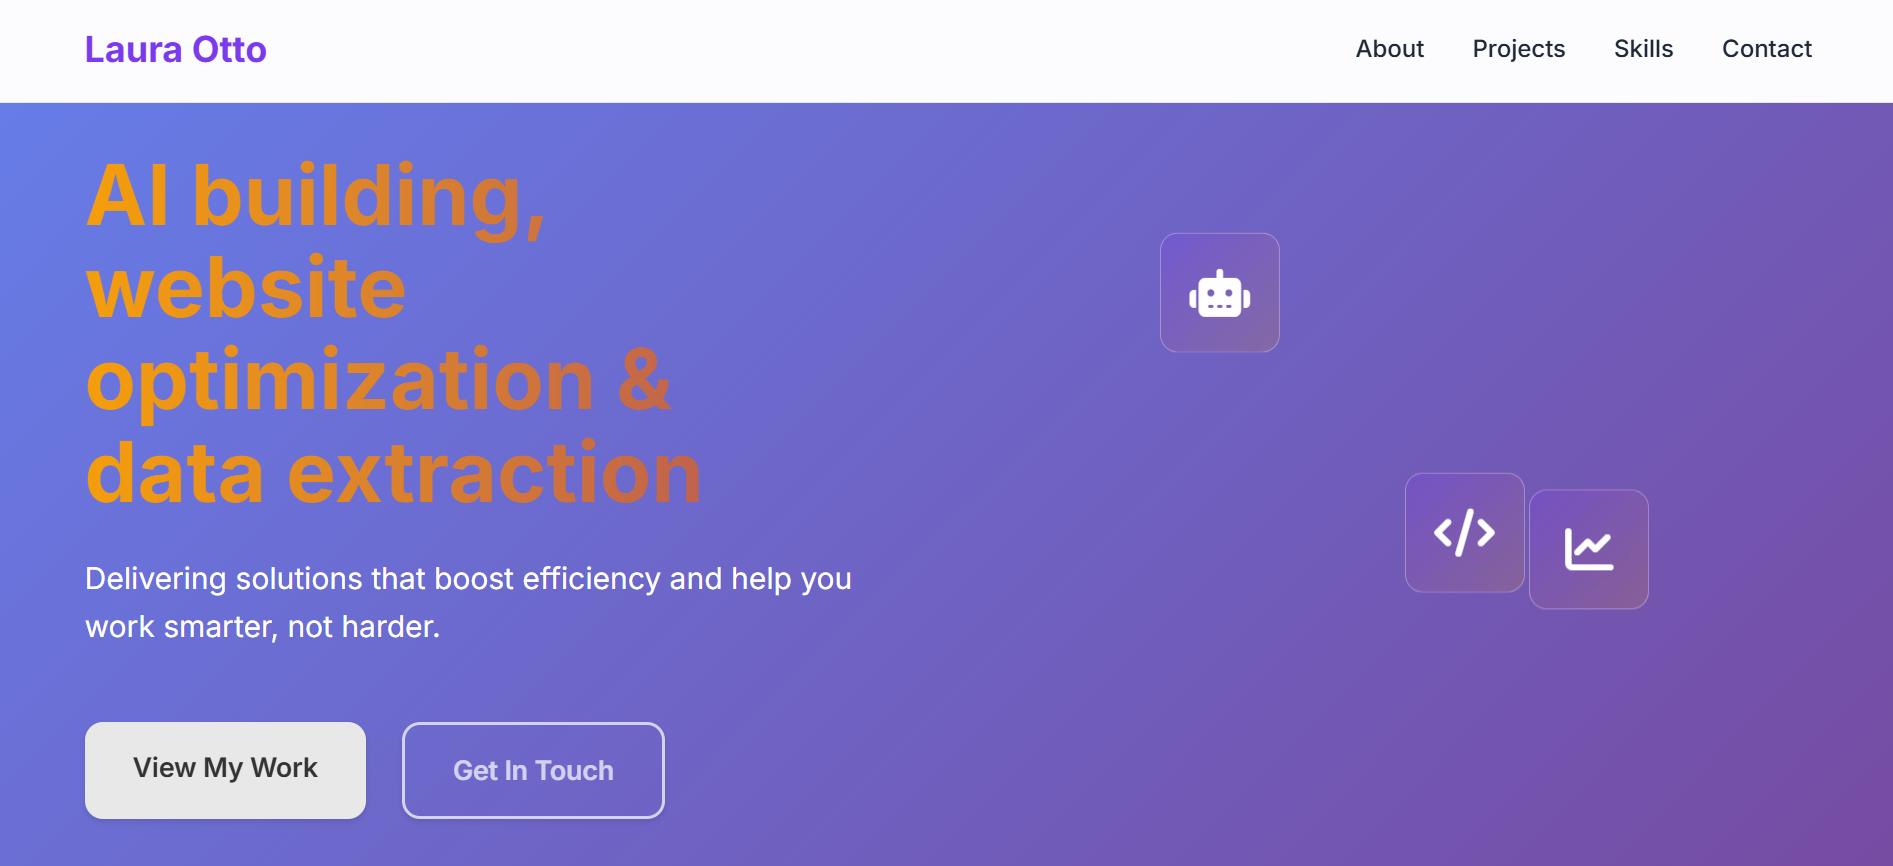 Laura Otto
About Projects Skills Contact
AI building,
website
optimization &
data extraction
Delivering solutions that boost efficiency and help you
work smarter, not harder.
View My Work
Get In Touch